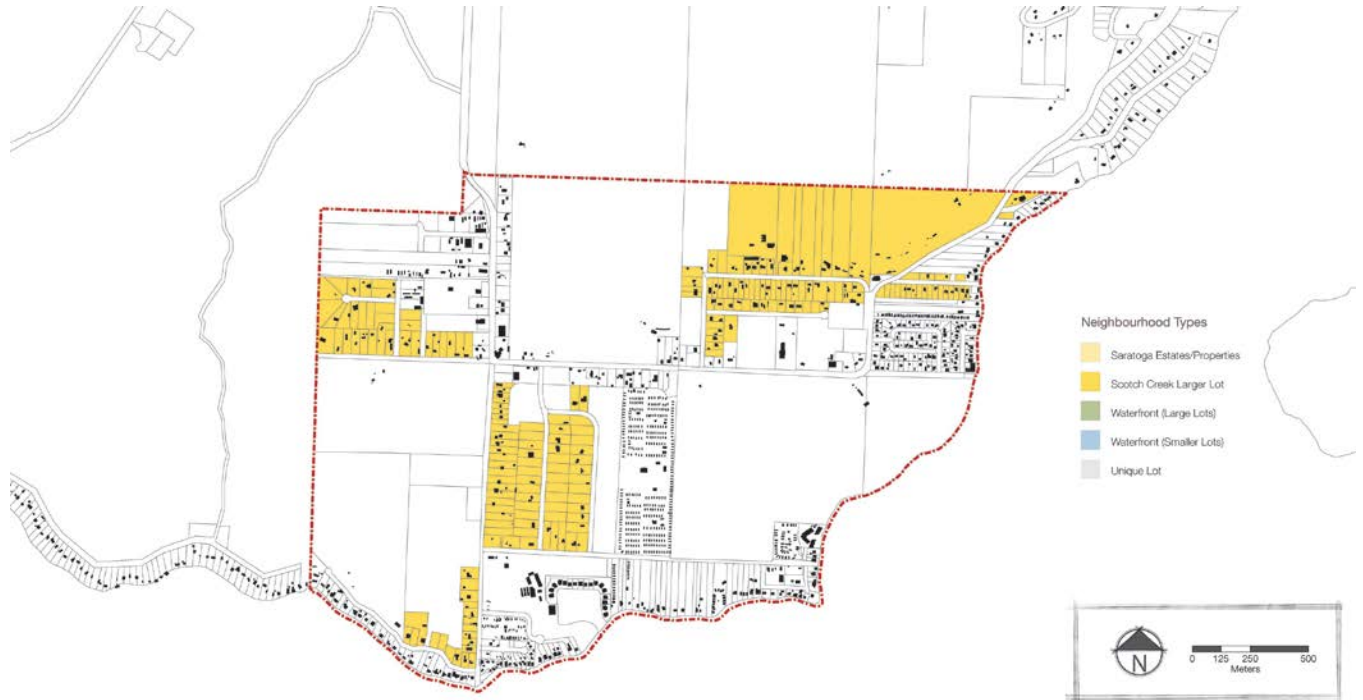 Neighbourhood Types
Saratoga Estates/Properties
Scotch Creek Larger Lot
Waterfront (Large Lots)
Waterfront (Smaller Lots)
Unique Lot
N
0 125 250 500
Meters